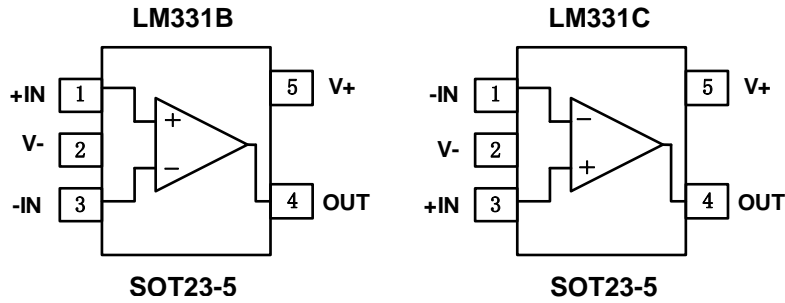 LM331B
+IN 1
V- 2
-IN 3
+
−
5 V+
4 OUT
SOT23-5
LM331C
-IN 1
V- 2
+IN 3
−
+
5 V+
4 OUT
SOT23-5